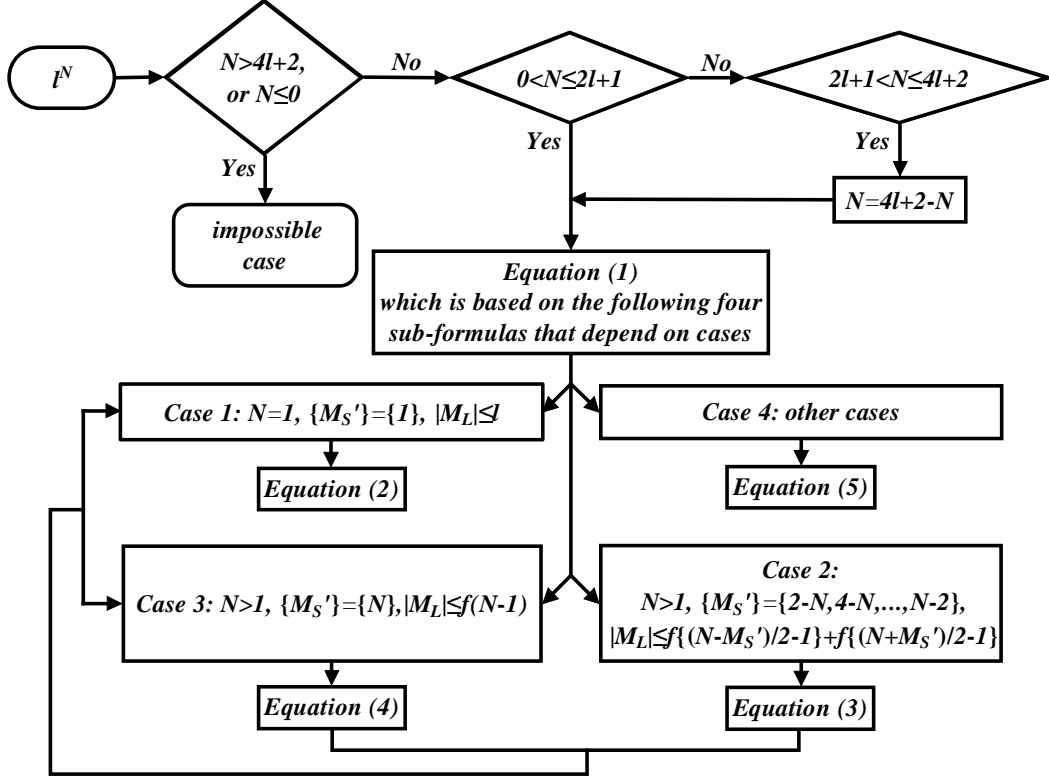 l^N
N>4l+2,
or N≤0
No
0<N≤2l+1
No
2l+1<N≤4l+2
Yes
Yes
Yes
impossible
case
N=4l+2-N
Equation (1)
which is based on the following four
sub-formulas that depend on cases
Case 1: N=1, {M_S'}={1}, |M_L|≤l
Case 4: other cases
Equation (2)
Equation (5)
Case 3: N>1, {M_S'}={N},|M_L|≤f(N-1)
Case 2:
N>1, {M_S'}={2-N,4-N,...,N-2},
|M_L|≤f{(N-M_S')/2-1}+f{(N+M_S')/2-1}
Equation (4)
Equation (3)